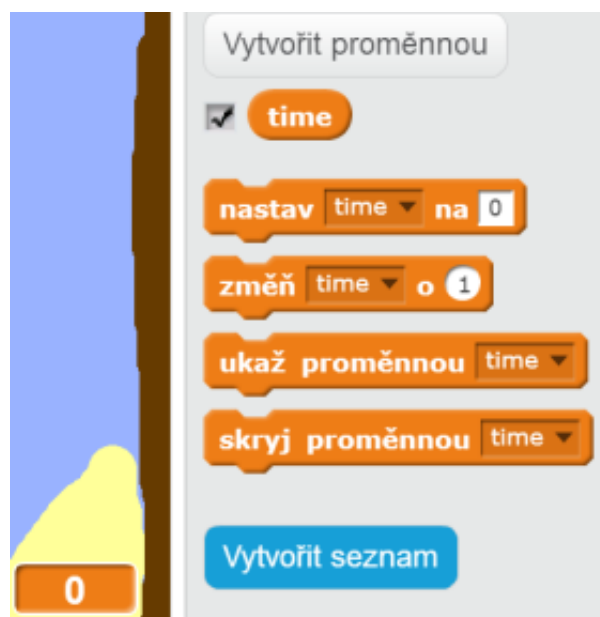 Vytvořit proměnnou
time
nastav time na 0
změň time o 1
ukaž proměnnou time
skryj proměnnou time
Vytvořit seznam
0